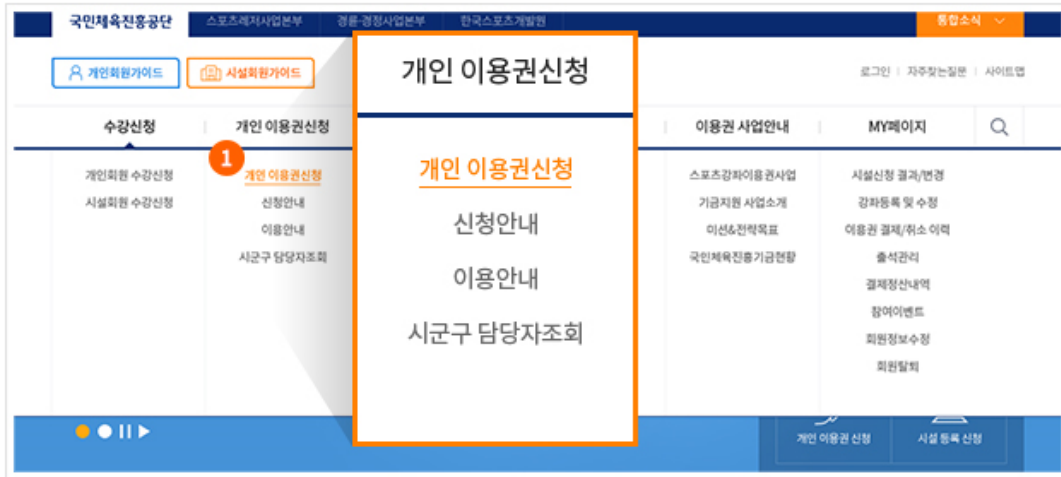 국민체육진흥공단 스포츠레저사업본부 경륜·경정사업본부 한국스포츠개발원 통합소식
개인회원가이드 시설회원가이드 로그인 자주찾는질문 사이트맵
수강신청 개인 이용권신청 이용권 사업안내 MY페이지
1
개인회원 수강신청
시설회원 수강신청
개인 이용권신청
신청안내
이용안내
시군구 담당자조회
개인 이용권신청
개인 이용권신청
신청안내
이용안내
시군구 담당자조회
스포츠강좌이용권사업
기금지원 사업소개
미션&전략목표
국민체육진흥기금현황
시설신청 결과/변경
강좌등록 및 수정
이용권 결제/취소 이력
출석관리
결제정산내역
참여이벤트
회원정보수정
회원탈퇴
개인 이용권 신청 시설 등록 신청